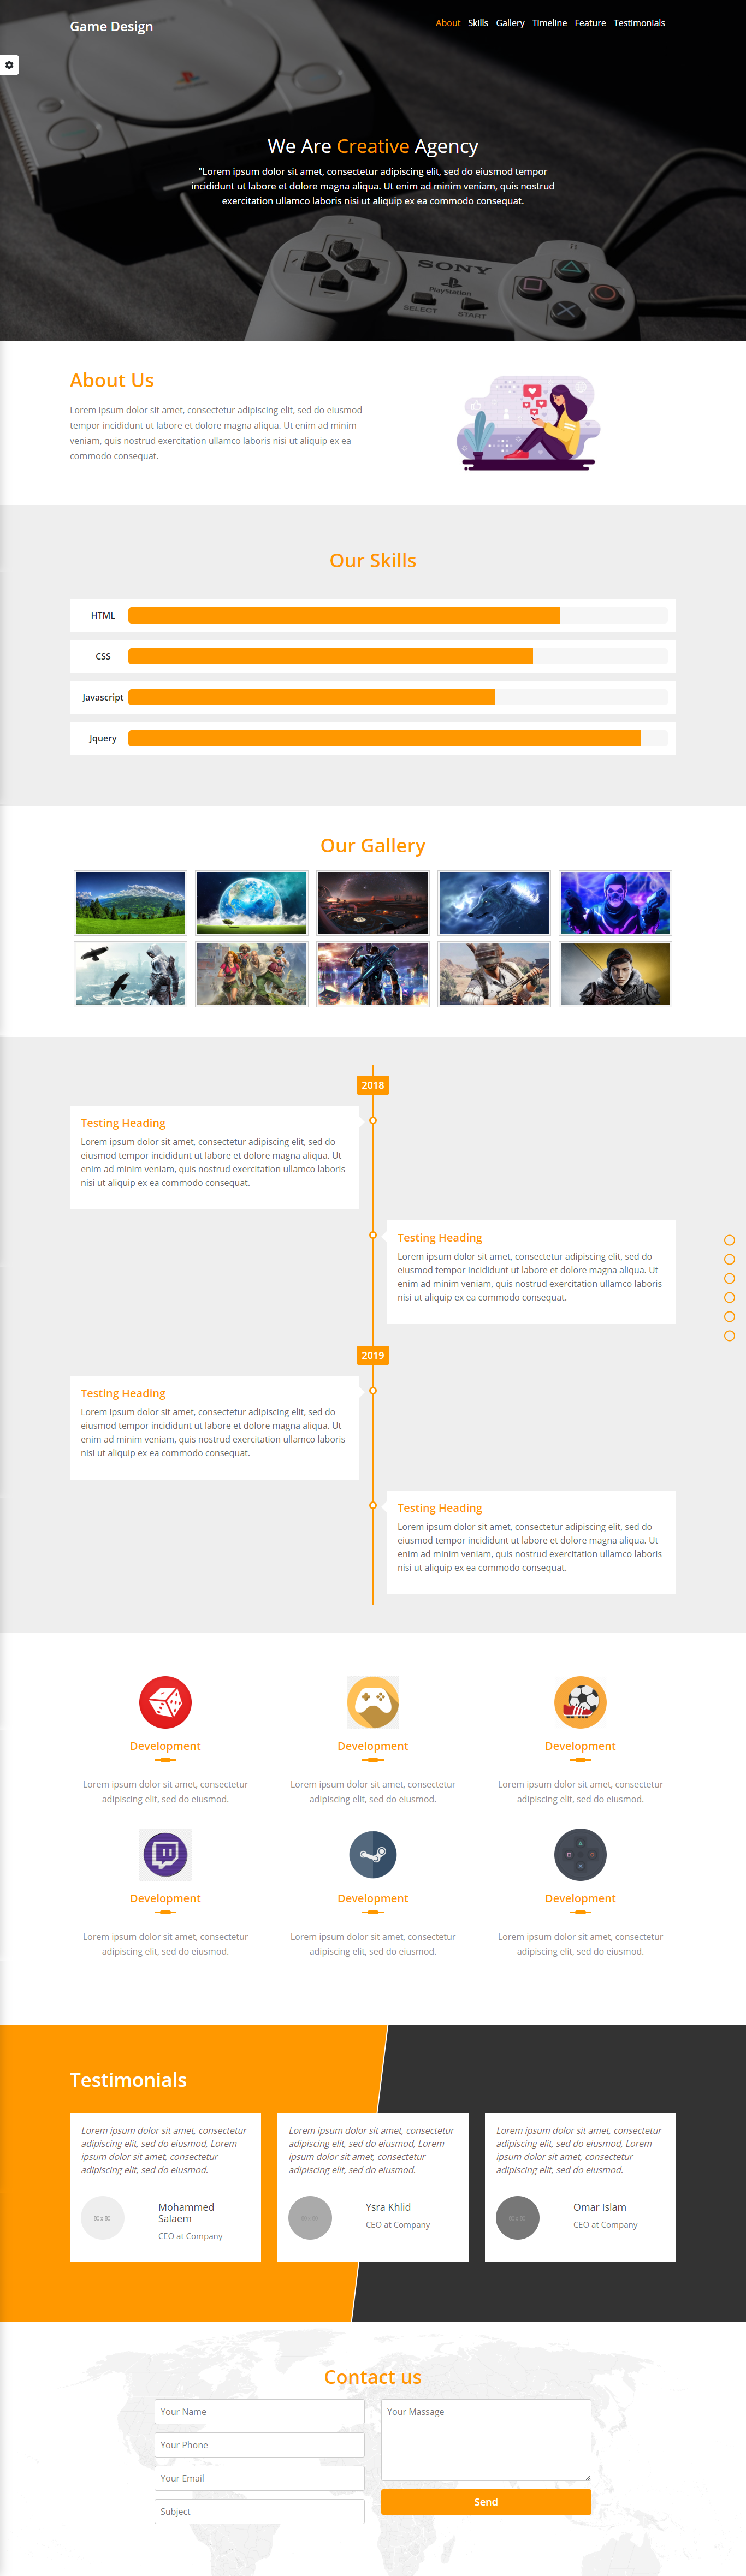 Game Design
About Skills Gallery Timeline Feature Testimonials
We Are Creative Agency
"Lorem ipsum dolor sit amet, consectetur adipiscing elit, sed do eiusmod tempor
incididunt ut labore et dolore magna aliqua. Ut enim ad minim veniam, quis nostrud
exercitation ullamco laboris nisi ut aliquip ex ea commodo consequat.
SONY
PlayStation
SELECT START
About Us
Lorem ipsum dolor sit amet, consectetur adipiscing elit, sed do eiusmod
tempor incididunt ut labore et dolore magna aliqua. Ut enim ad minim
veniam, quis nostrud exercitation ullamco laboris nisi ut aliquip ex ea
commodo consequat.
Our Skills
HTML
CSS
Javascript
Jquery
Our Gallery
2018
Testing Heading
Lorem ipsum dolor sit amet, consectetur adipiscing elit, sed do
eiusmod tempor incididunt ut labore et dolore magna aliqua. Ut
enim ad minim veniam, quis nostrud exercitation ullamco laboris
nisi ut aliquip ex ea commodo consequat.
Testing Heading
Lorem ipsum dolor sit amet, consectetur adipiscing elit, sed do
eiusmod tempor incididunt ut labore et dolore magna aliqua. Ut
enim ad minim veniam, quis nostrud exercitation ullamco laboris
nisi ut aliquip ex ea commodo consequat.
2019
Testing Heading
Lorem ipsum dolor sit amet, consectetur adipiscing elit, sed do
eiusmod tempor incididunt ut labore et dolore magna aliqua. Ut
enim ad minim veniam, quis nostrud exercitation ullamco laboris
nisi ut aliquip ex ea commodo consequat.
Testing Heading
Lorem ipsum dolor sit amet, consectetur adipiscing elit, sed do
eiusmod tempor incididunt ut labore et dolore magna aliqua. Ut
enim ad minim veniam, quis nostrud exercitation ullamco laboris
nisi ut aliquip ex ea commodo consequat.
Development
Lorem ipsum dolor sit amet, consectetur
adipiscing elit, sed do eiusmod.
Development
Lorem ipsum dolor sit amet, consectetur
adipiscing elit, sed do eiusmod.
Development
Lorem ipsum dolor sit amet, consectetur
adipiscing elit, sed do eiusmod.
Development
Lorem ipsum dolor sit amet, consectetur
adipiscing elit, sed do eiusmod.
Development
Lorem ipsum dolor sit amet, consectetur
adipiscing elit, sed do eiusmod.
Development
Lorem ipsum dolor sit amet, consectetur
adipiscing elit, sed do eiusmod.
Testimonials
Lorem ipsum dolor sit amet, consectetur
adipiscing elit, sed do eiusmod, Lorem
ipsum dolor sit amet, consectetur
adipiscing elit, sed do eiusmod.
80 x 80
Mohammed
Salaem
CEO at Company
Lorem ipsum dolor sit amet, consectetur
adipiscing elit, sed do eiusmod, Lorem
ipsum dolor sit amet, consectetur
adipiscing elit, sed do eiusmod.
80 x 80
Ysra Khlid
CEO at Company
Lorem ipsum dolor sit amet, consectetur
adipiscing elit, sed do eiusmod, Lorem
ipsum dolor sit amet, consectetur
adipiscing elit, sed do eiusmod.
80 x 80
Omar Islam
CEO at Company
Contact us
Your Name
Your Phone
Your Email
Subject
Your Massage
Send